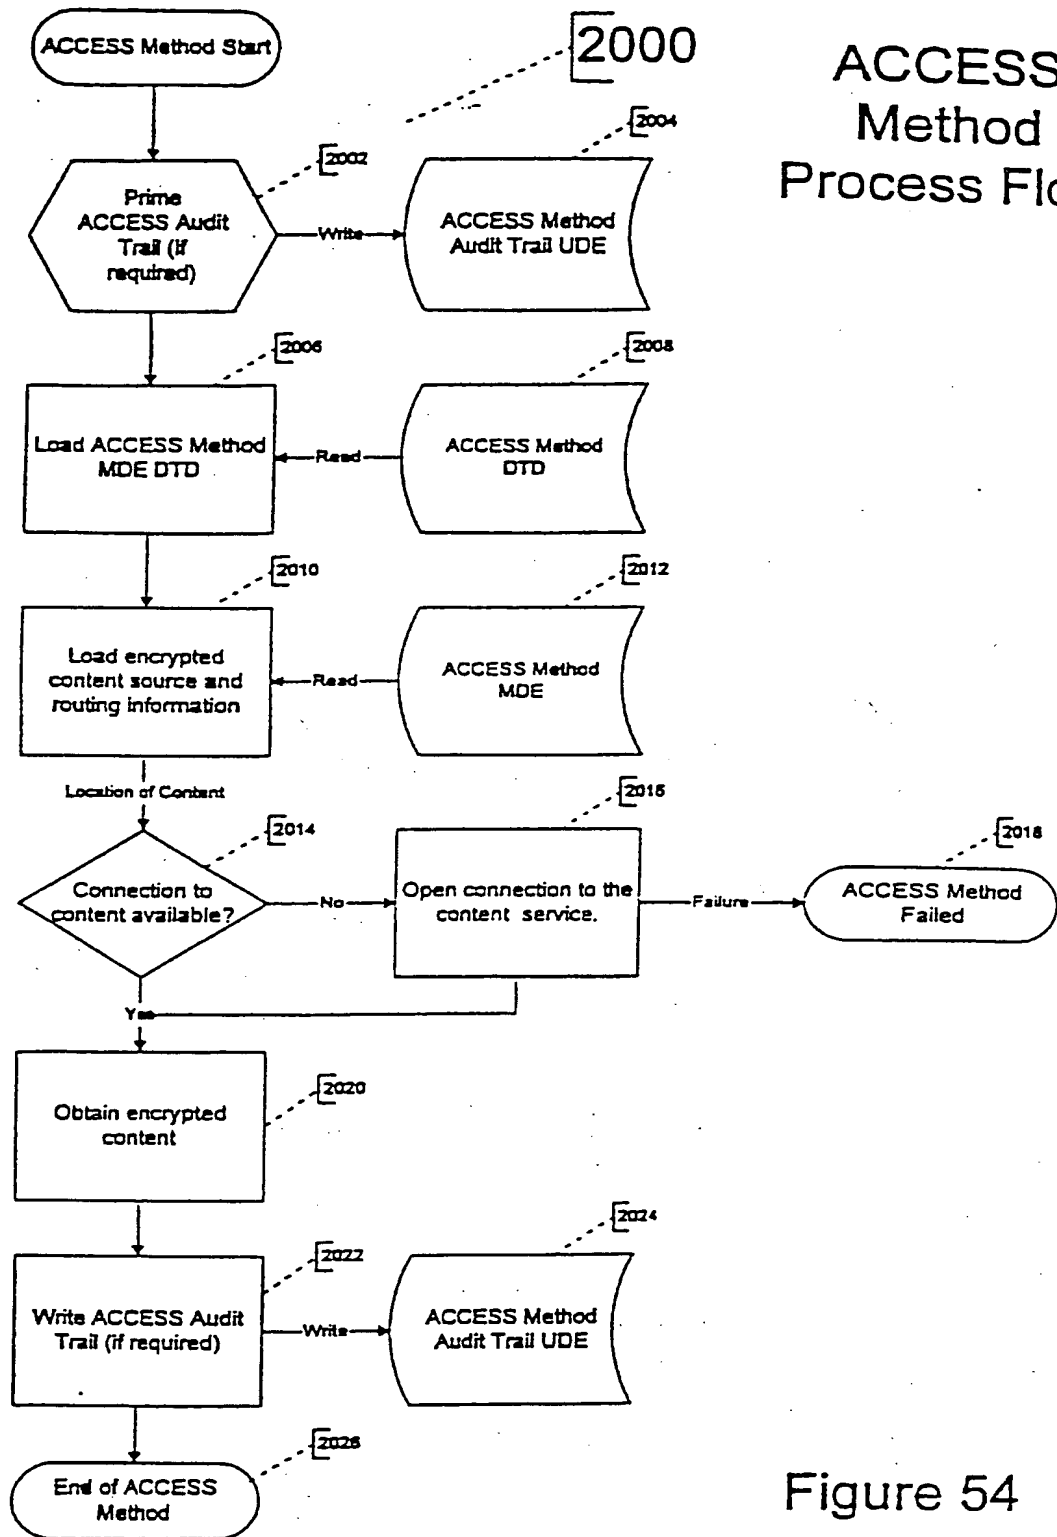 ACCESS Method Start
2000
ACCESS
Method
Process Flo
2002
2004
Prime
ACCESS Audit
Trail (if
required)
Write
ACCESS Method
Audit Trail UDE
2006
2008
Load ACCESS Method
MDE DTD
Read
ACCESS Method
DTD
2010
2012
Load encrypted
content source and
routing information
Read
ACCESS Method
MDE
Location of Content
2014
2016
2018
Connection to
content available?
No
Open connection to the
content service.
Failure
ACCESS Method
Failed
Yes
2020
Obtain encrypted
content
2022
2024
Write ACCESS Audit
Trail (if required)
Write
ACCESS Method
Audit Trail UDE
2026
End of ACCESS
Method
Figure 54